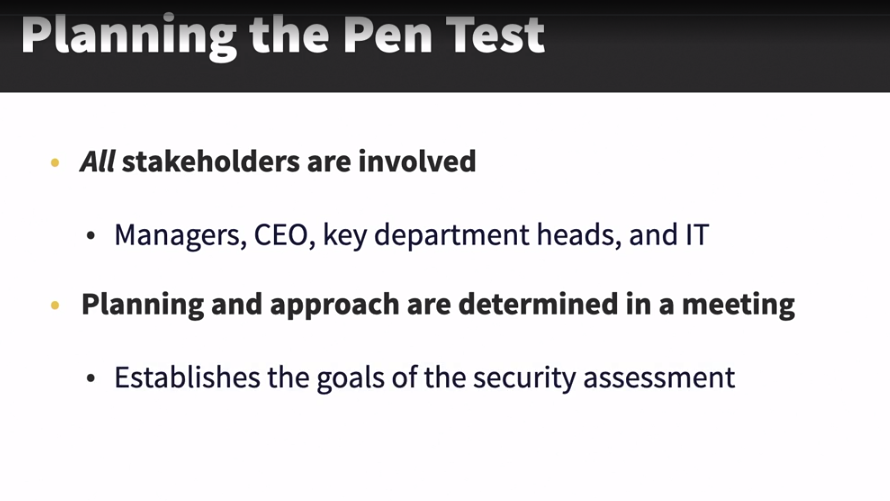 Planning the Pen Test
• All stakeholders are involved
• Managers, CEO, key department heads, and IT
• Planning and approach are determined in a meeting
• Establishes the goals of the security assessment